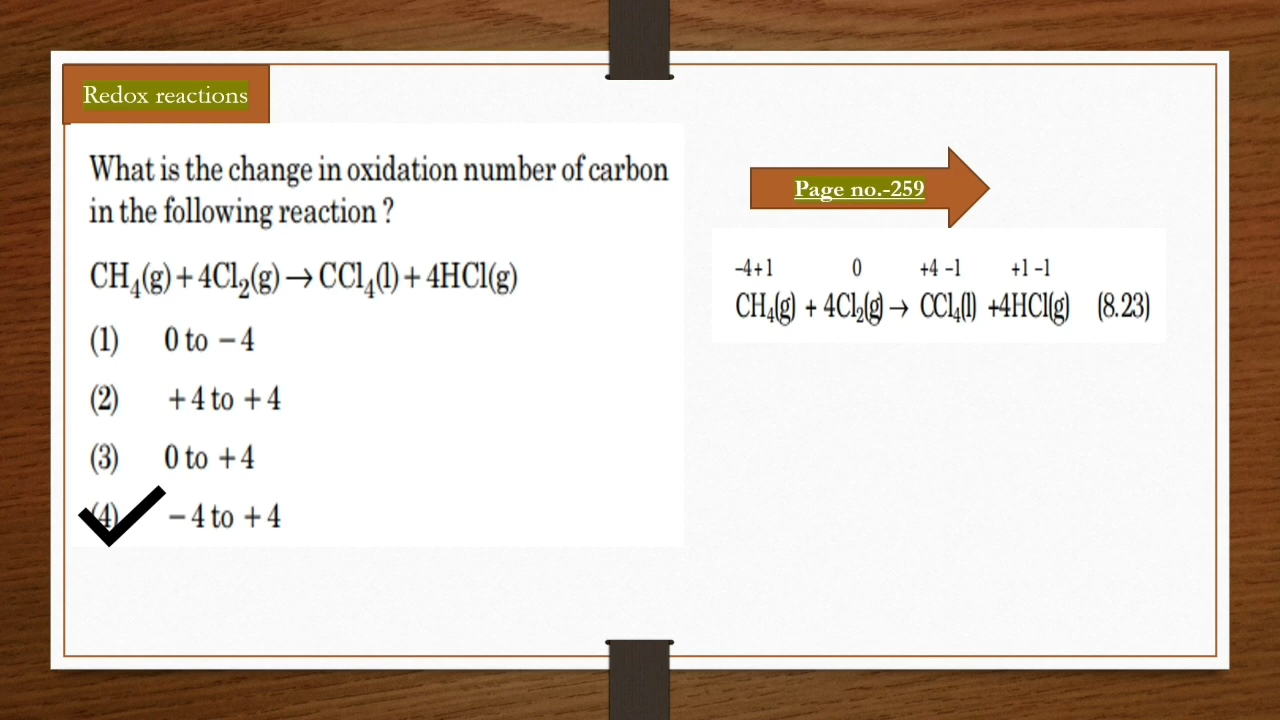 Redox reactions
What is the change in oxidation number of carbon
in the following reaction ?
CH₄(g) + 4Cl₂(g) → CCl₄(l) + 4HCl(g)
(1) 0 to – 4
(2) + 4 to + 4
(3) 0 to + 4
(4) – 4 to + 4
Page no.-259
–4+1 0 +4 –1 +1 –1
CH₄(g) + 4Cl₂(g) → CCl₄(l) +4HCl(g) (8.23)